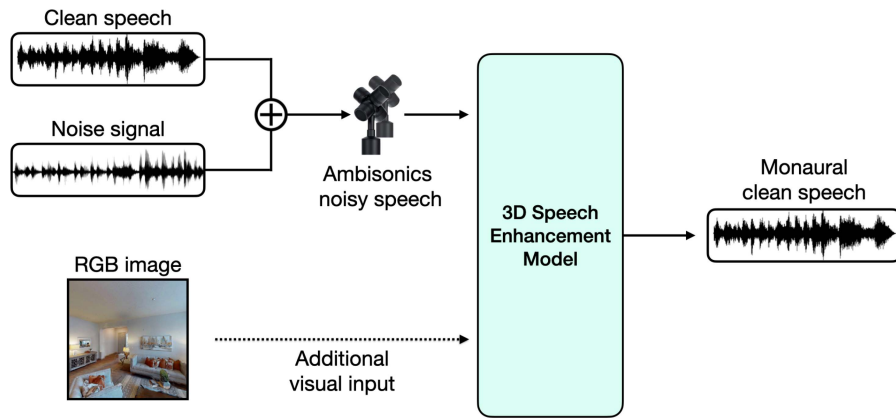 Clean speech
Noise signal
Ambisonics
noisy speech
RGB image
Additional
visual input
3D Speech
Enhancement
Model
Monaural
clean speech